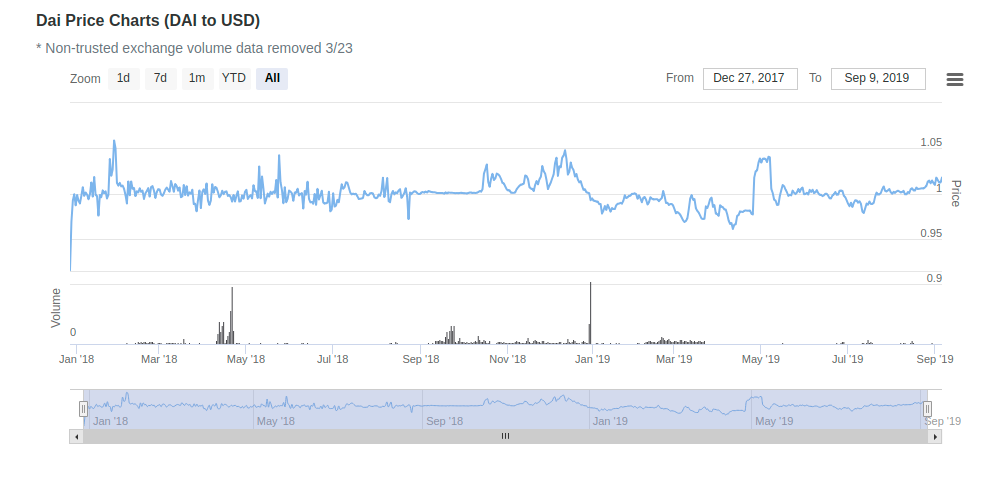 Dai Price Charts (DAI to USD)
* Non-trusted exchange volume data removed 3/23
Zoom 1d 7d 1m YTD All From Dec 27, 2017 To Sep 9, 2019
1.05
1
0.95
0.9
Price
Volume
0
Jan '18 Mar '18 May '18 Jul '18 Sep '18 Nov '18 Jan '19 Mar '19 May '19 Jul '19 Sep '19
Jan '18 May '18 Sep '18 Jan '19 May '19 Sep '19